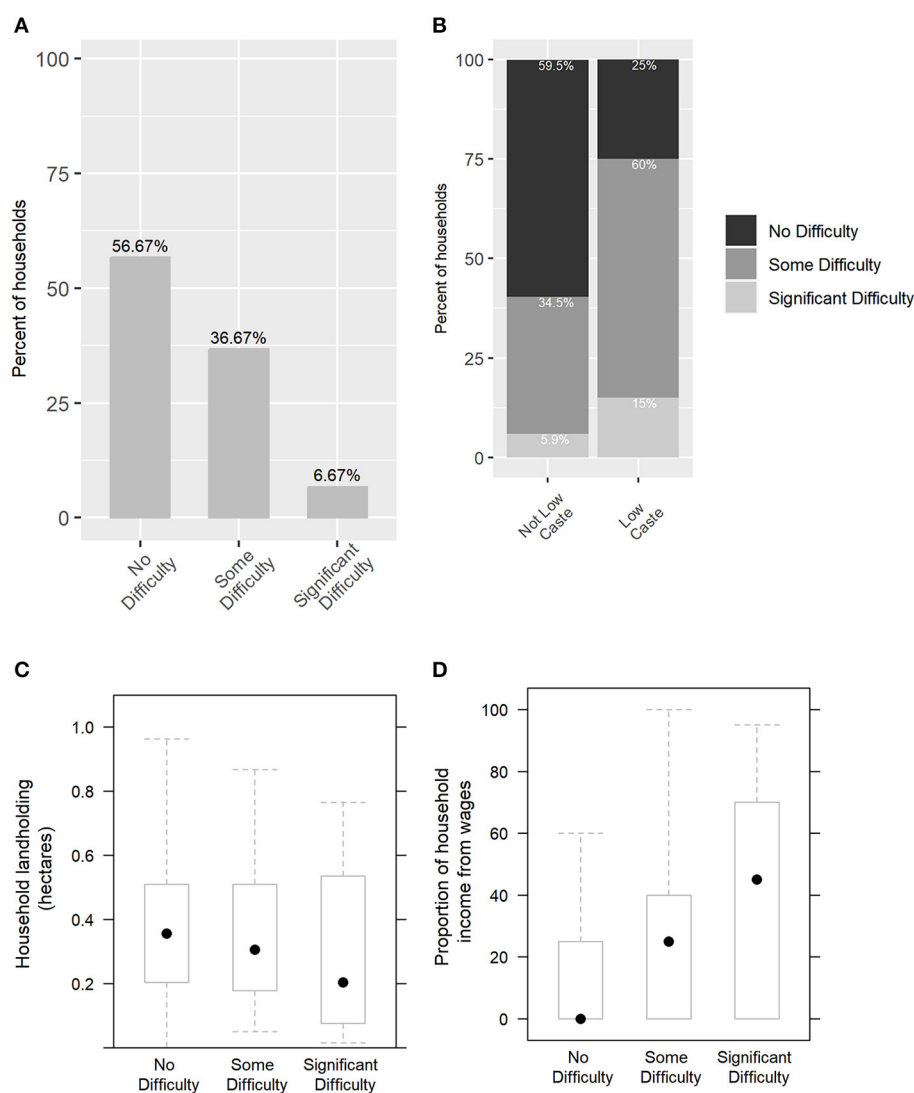 A
Percent of households
100
75
50
25
0
56.67%
36.67%
6.67%
No
Difficulty
Some
Difficulty
Significant
Difficulty
B
Percent of households
100
75
50
25
0
59.5%
34.5%
5.9%
25%
60%
15%
Not Low
Caste
Low
Caste
No Difficulty
Some Difficulty
Significant Difficulty
C
Household landholding
(hectares)
1.0
0.8
0.6
0.4
0.2
No
Difficulty
Some
Difficulty
Significant
Difficulty
D
Proportion of household
income from wages
100
80
60
40
20
0
No
Difficulty
Some
Difficulty
Significant
Difficulty